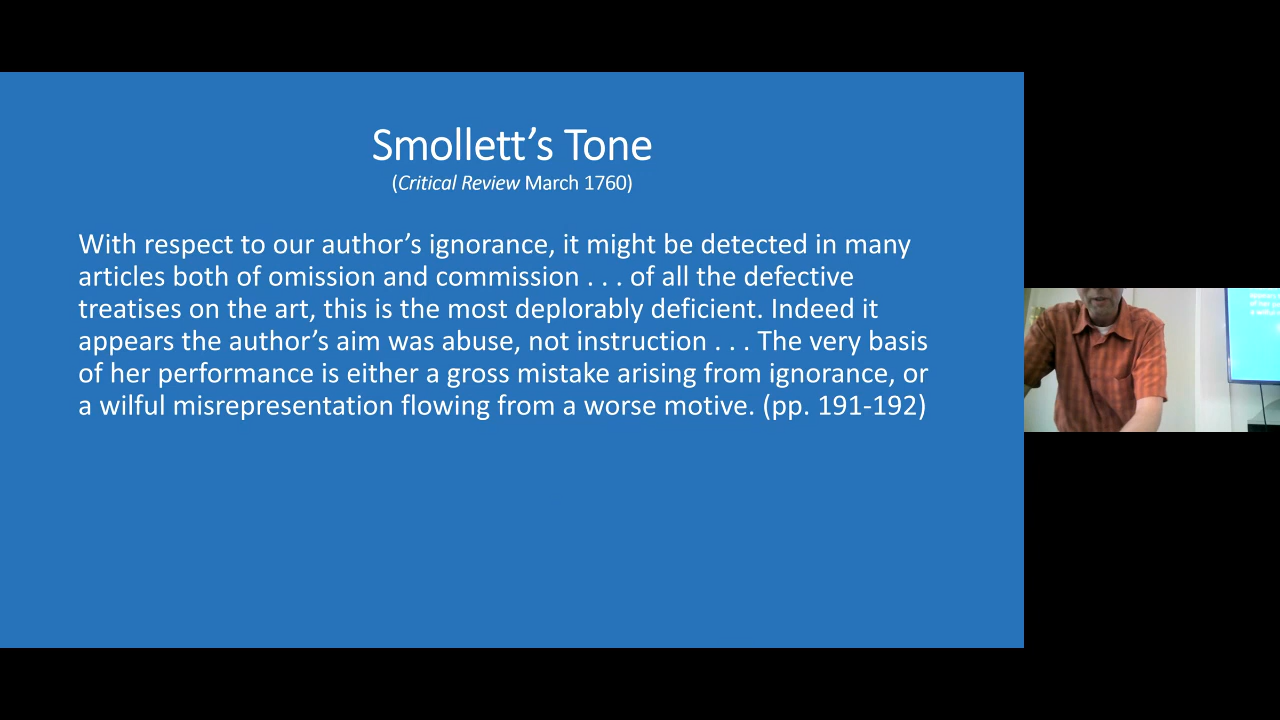 Smollett’s Tone
(Critical Review March 1760)
With respect to our author’s ignorance, it might be detected in many
articles both of omission and commission . . . of all the defective
treatises on the art, this is the most deplorably deficient. Indeed it
appears the author’s aim was abuse, not instruction . . . The very basis
of her performance is either a gross mistake arising from ignorance, or
a wilful misrepresentation flowing from a worse motive. (pp. 191-192)